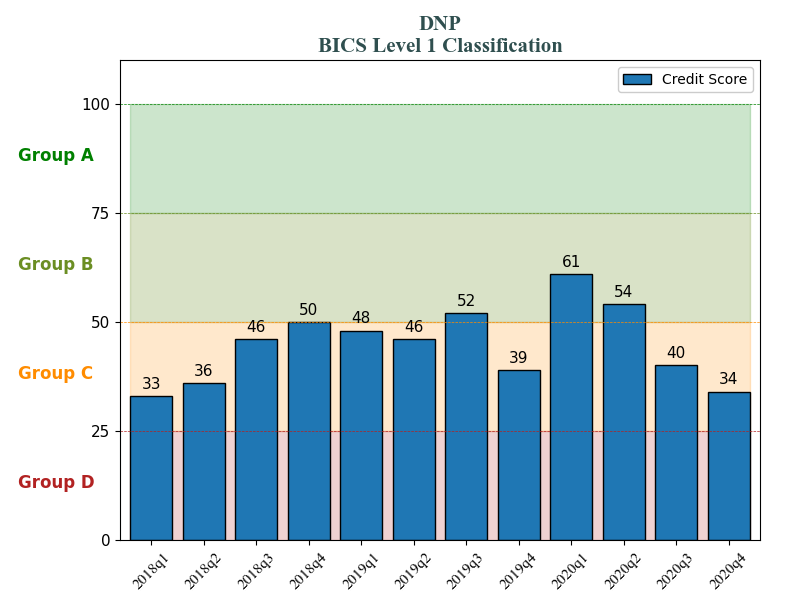 DNP
BICS Level 1 Classification
Credit Score
100
Group A
75
Group B
50
Group C
25
Group D
0
33
36
46
50
48
46
52
39
61
54
40
34
2018q1
2018q2
2018q3
2018q4
2019q1
2019q2
2019q3
2019q4
2020q1
2020q2
2020q3
2020q4